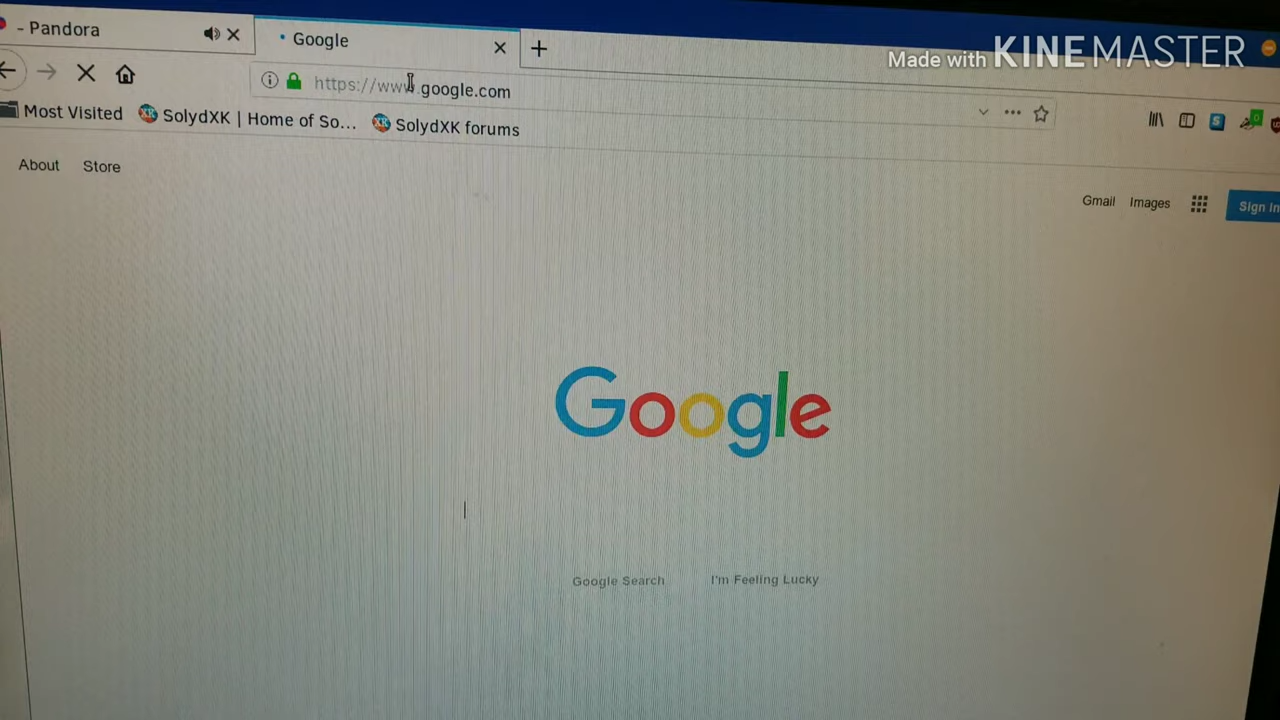 - Pandora
Google
Made with KINEMASTER
https://www.google.com
Most Visited
SolydXK | Home of So...
SolydXK forums
About
Store
Gmail
Images
Sign in
Google
Google Search
I'm Feeling Lucky